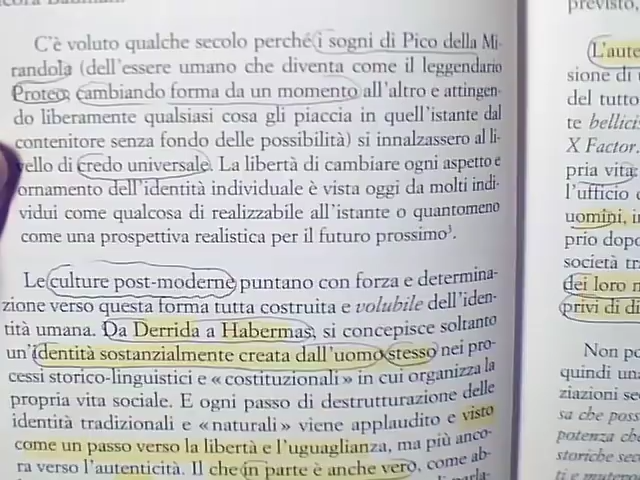 C'è voluto qualche secolo perché i sogni di Pico della Mi-
randola (dell'essere umano che diventa come il leggendario
Proteo, cambiando forma da un momento all'altro e attingen-
do liberamente qualsiasi cosa gli piaccia in quell'istante dal
contenitore senza fondo delle possibilità) si innalzassero al li-
vello di credo universale. La libertà di cambiare ogni aspetto e
ornamento dell'identità individuale è vista oggi da molti indi-
vidui come qualcosa di realizzabile all'istante o quantomeno
come una prospettiva realistica per il futuro prossimo³.
Le culture post-moderne puntano con forza e determina-
zione verso questa forma tutta costruita e volubile dell'iden-
tità umana. Da Derrida a Habermas, si concepisce soltanto
un'identità sostanzialmente creata dall'uomo stesso nei pro-
cessi storico-linguistici e «costituzionali» in cui organizza la
propria vita sociale. E ogni passo di destrutturazione delle
identità tradizionali e «naturali» viene applaudito e visto
come un passo verso la libertà e l'uguaglianza, ma più anco-
ra verso l'autenticità. Il che in parte è anche vero, come ab-
previsto,
L'aute
sione di
del tutto
te bellici
X Factor.
pria vita:
l'ufficio
uomini, i
prio dopo
società tr
dei loro
privi di di
Non po
quindi una
ziazioni se
sa che poss
potenza ch
storiche sec